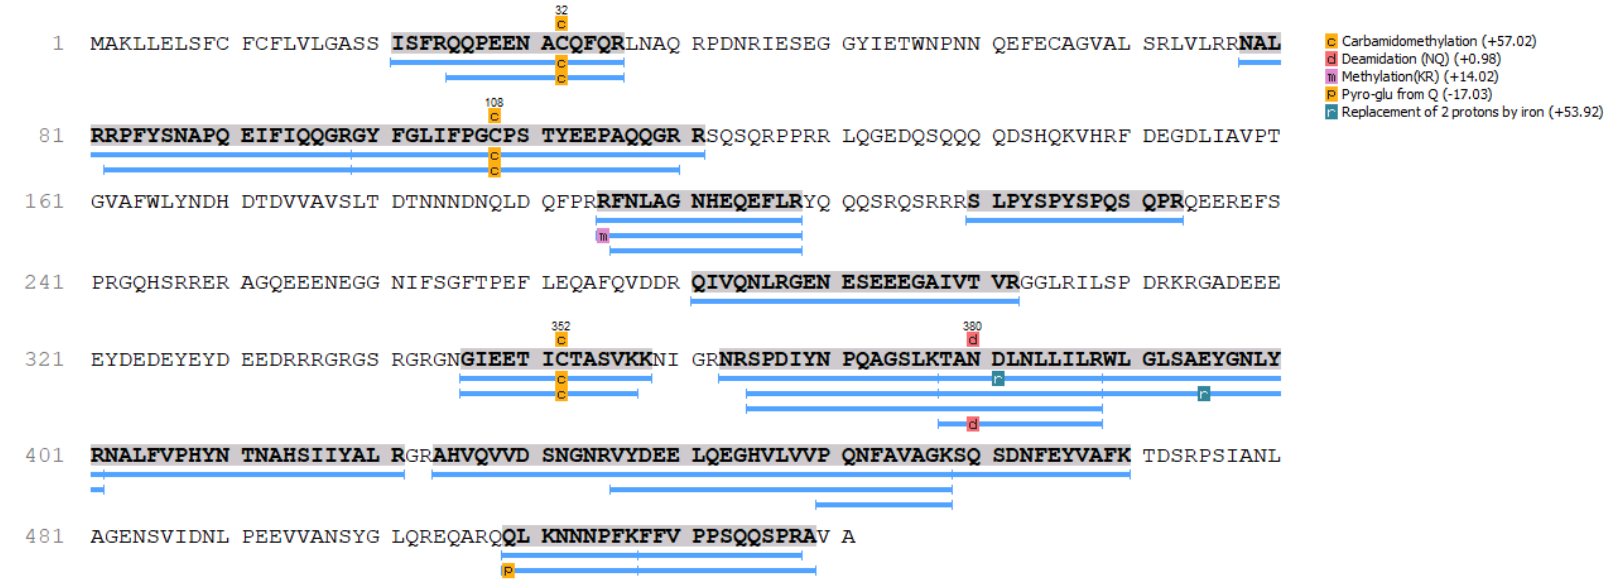 32
c
1 MAKLLELSFC FCFLVLGASS ISFRQQPEEN ACQFQRLNAQ RPDNRIESEG GYIETWNPNN QEFECAGVAL SRLVLRRNAL
c
c
108
c
81 RRPFYSNAPQ EIFIQQGRGY FGLIFPGCPS TYEEPAQQGR RSQSQRPPRR LQGEDQSQQQ QDSHQKVHRF DEGDLIAVPT
c
c
161 GVAFWLYNDH DTDVVAVSLT DTNNNDNQLD QFPRRFNLAG NHEQEFLRYQ QQSRQSRRRS LPYSPYSPQS QPRQEEREFS
m
241 PRGQHSRRER AGQEEENEGG NIFSGFTPEF LEQAFQVDDR QIVQNLRGEN ESEEEGAIVT VRGGLRILSP DRKRGADEEE
352 380
c d
321 EYDEDEYEYD EEDRRRGRGS RGRGNGIEET ICTASVKKNI GRNRSPDIYN PQAGSLKTAN DLNLLILRWL GLSAEYGNLY
c r
c r
d
401 RNALFVPHYN TNAHSIIYAL RGRAHVQVVD SNGNRVYDEE LQEGHVLVVP QNFAVAGKSQ SDNFEYVAFK TDSRPSIANL
481 AGENSVIDNL PEEVVANSYG LQREQARQQL KNNNPFKFFV PPSQQSPRAV A
p
c Carbamidomethylation (+57.02)
d Deamidation (NQ) (+0.98)
m Methylation(KR) (+14.02)
p Pyro-glu from Q (-17.03)
r Replacement of 2 protons by iron (+53.92)